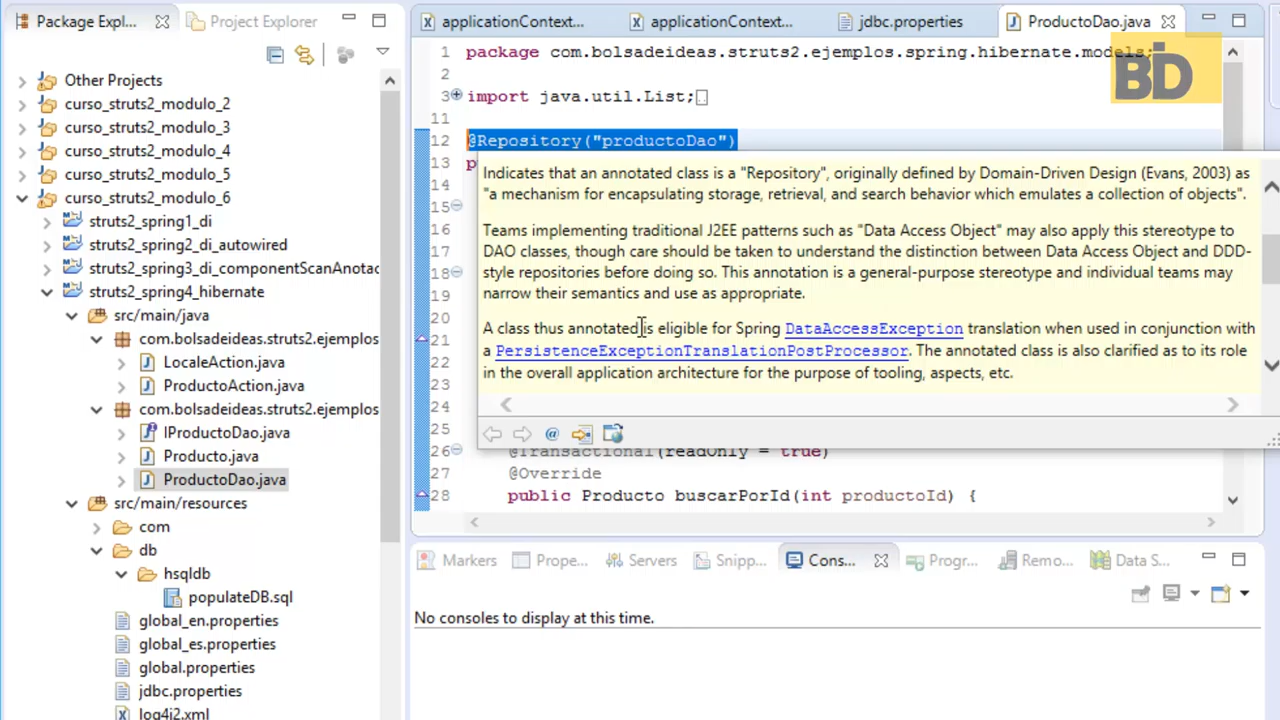 Package Expl...
Project Explorer
Other Projects
curso_struts2_modulo_2
curso_struts2_modulo_3
curso_struts2_modulo_4
curso_struts2_modulo_5
curso_struts2_modulo_6
struts2_spring1_di
struts2_spring2_di_autowired
struts2_spring3_di_componentScanAnotac
struts2_spring4_hibernate
src/main/java
com.bolsadeideas.struts2.ejemplos
LocaleAction.java
ProductoAction.java
com.bolsadeideas.struts2.ejemplos
IProductoDao.java
Producto.java
ProductoDao.java
src/main/resources
com
db
hsqldb
populateDB.sql
global_en.properties
global_es.properties
global.properties
jdbc.properties
log4j2.xml
applicationContext...
applicationContext...
jdbc.properties
ProductoDao.java
BD
1 package com.bolsadeideas.struts2.ejemplos.spring.hibernate.models;
2
3 import java.util.List;
11
12 @Repository("productoDao")
13 p
15
16
17
18
19
20
21
22
23
24
25
26 @Transactional(readOnly = true)
27 @Override
28 public Producto buscarPorId(int productoId) {
Indicates that an annotated class is a "Repository", originally defined by Domain-Driven Design (Evans, 2003) as
"a mechanism for encapsulating storage, retrieval, and search behavior which emulates a collection of objects".
Teams implementing traditional J2EE patterns such as "Data Access Object" may also apply this stereotype to
DAO classes, though care should be taken to understand the distinction between Data Access Object and DDD-
style repositories before doing so. This annotation is a general-purpose stereotype and individual teams may
narrow their semantics and use as appropriate.
A class thus annotated is eligible for Spring DataAccessException translation when used in conjunction with
a PersistenceExceptionTranslationPostProcessor. The annotated class is also clarified as to its role
in the overall application architecture for the purpose of tooling, aspects, etc.
Markers
Prope...
Servers
Snipp...
Cons...
Progr...
Remo...
Data S...
No consoles to display at this time.